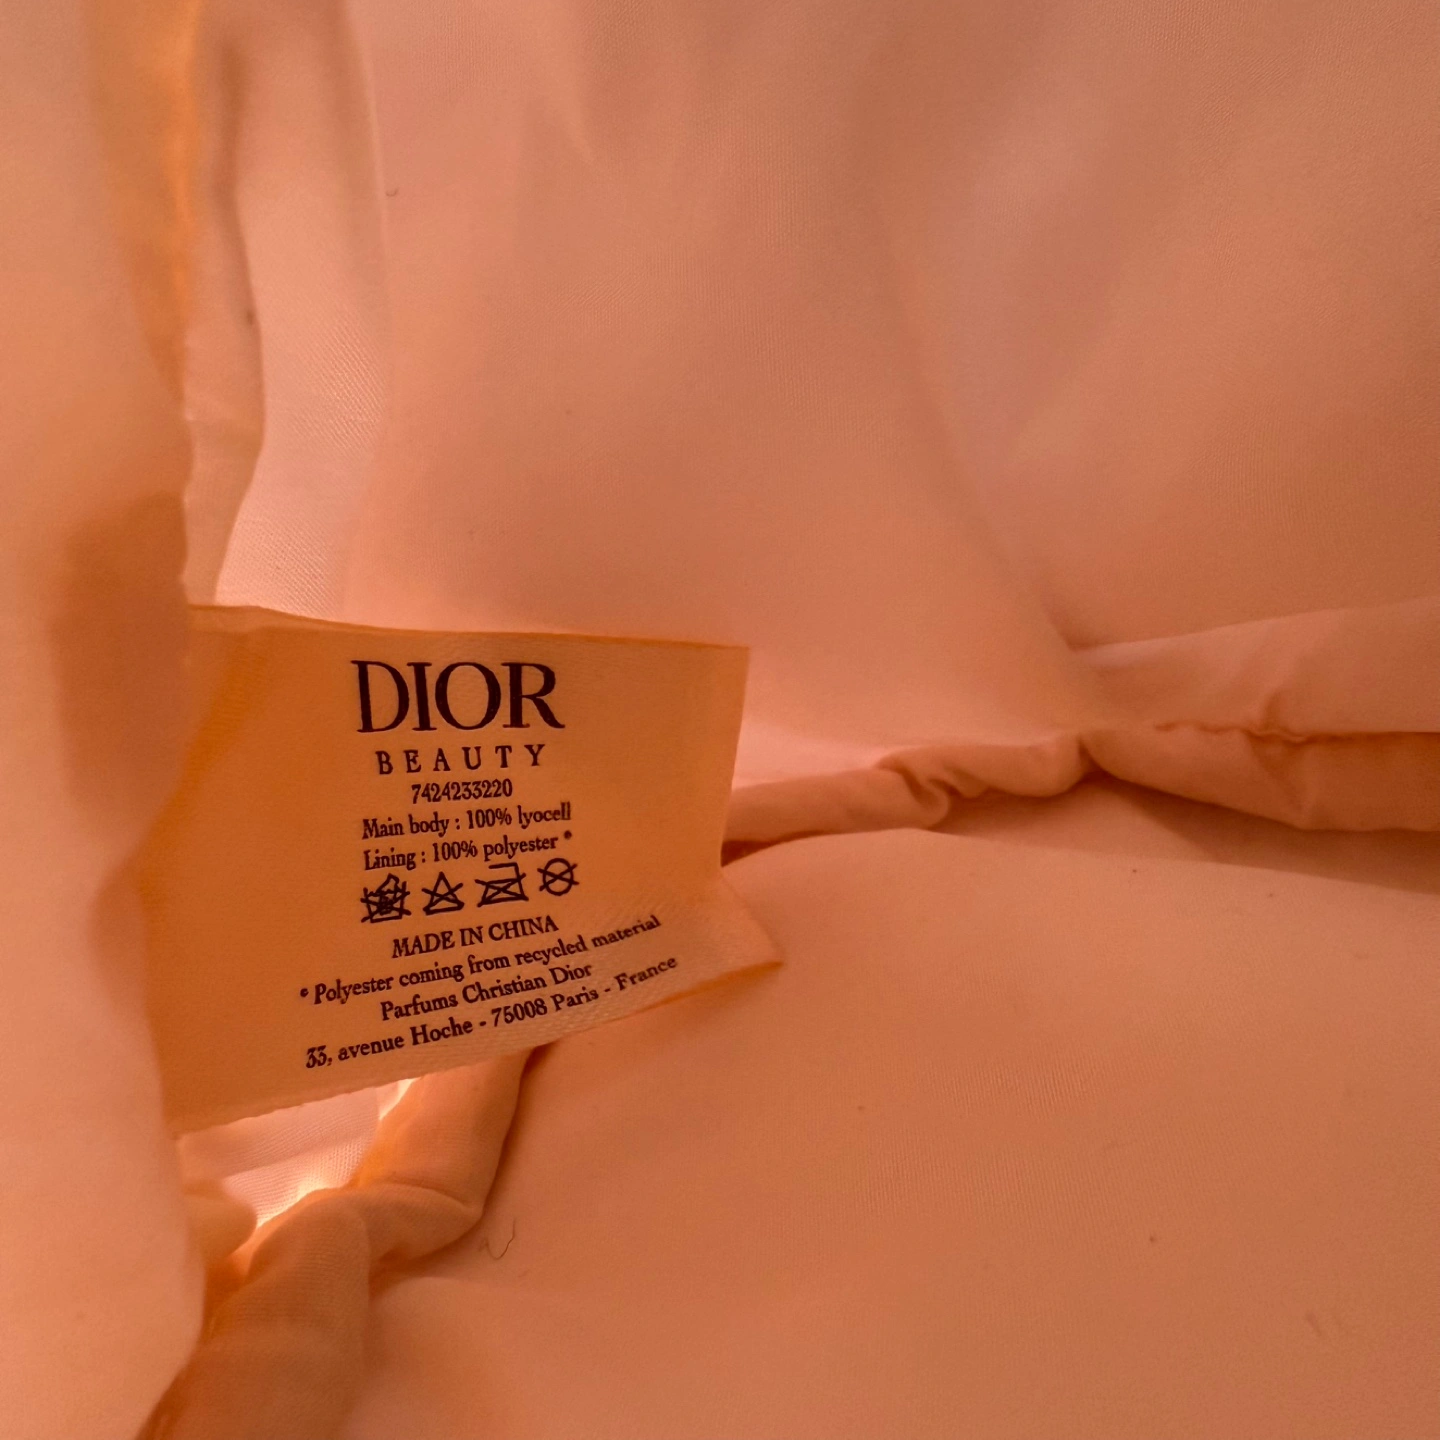 DIOR
BEAUTY
7424233220
Main body : 100% lyocell
Lining : 100% polyester *
MADE IN CHINA
* Polyester coming from recycled material
Parfums Christian Dior
33, avenue Hoche - 75008 Paris - France